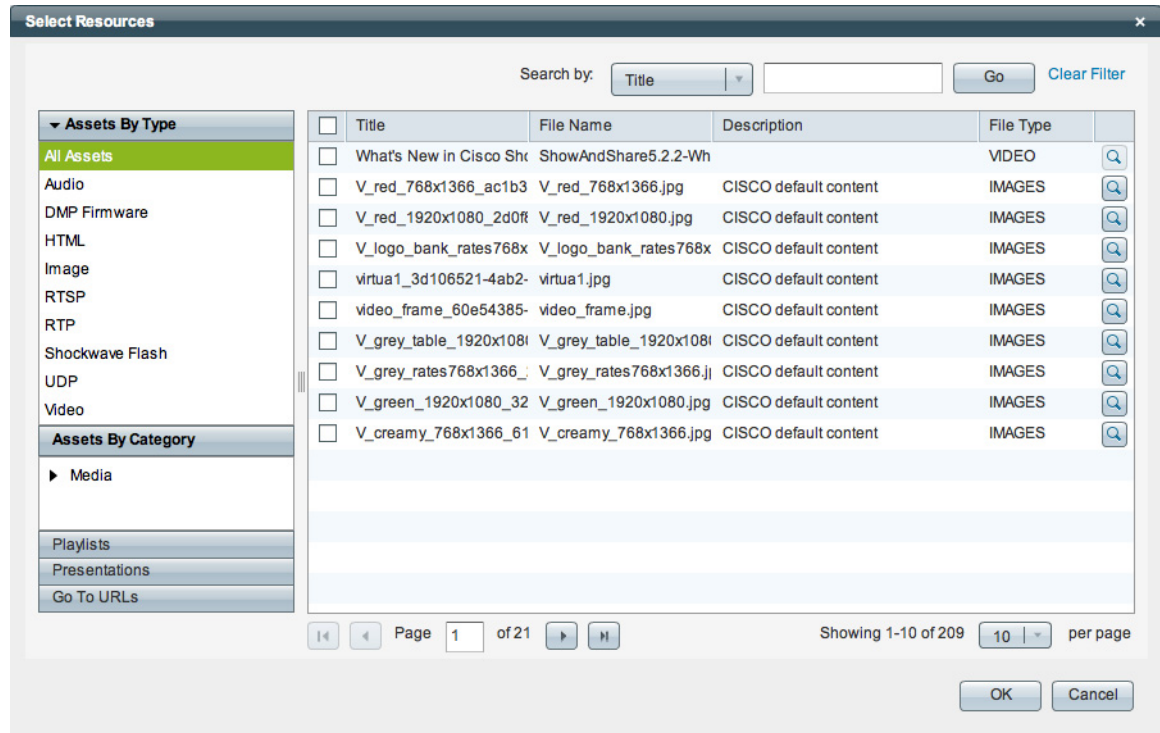 Select Resources
Search by: Title Go Clear Filter
Assets By Type
All Assets
Audio
DMP Firmware
HTML
Image
RTSP
RTP
Shockwave Flash
UDP
Video
Assets By Category
Media
Playlists
Presentations
Go To URLs
Title File Name Description File Type
What's New in Cisco Sho ShowAndShare5.2.2-Wh VIDEO
V_red_768x1366_ac1b3 V_red_768x1366.jpg CISCO default content IMAGES
V_red_1920x1080_2d0f8 V_red_1920x1080.jpg CISCO default content IMAGES
V_logo_bank_rates768x V_logo_bank_rates768x CISCO default content IMAGES
virtua1_3d106521-4ab2- virtua1.jpg CISCO default content IMAGES
video_frame_60e54385- video_frame.jpg CISCO default content IMAGES
V_grey_table_1920x108 V_grey_table_1920x108 CISCO default content IMAGES
V_grey_rates768x1366_ V_grey_rates768x1366.j CISCO default content IMAGES
V_green_1920x1080_32 V_green_1920x1080.jpg CISCO default content IMAGES
V_creamy_768x1366_61 V_creamy_768x1366.jpg CISCO default content IMAGES
Page 1 of 21 Showing 1-10 of 209 10 per page
OK Cancel